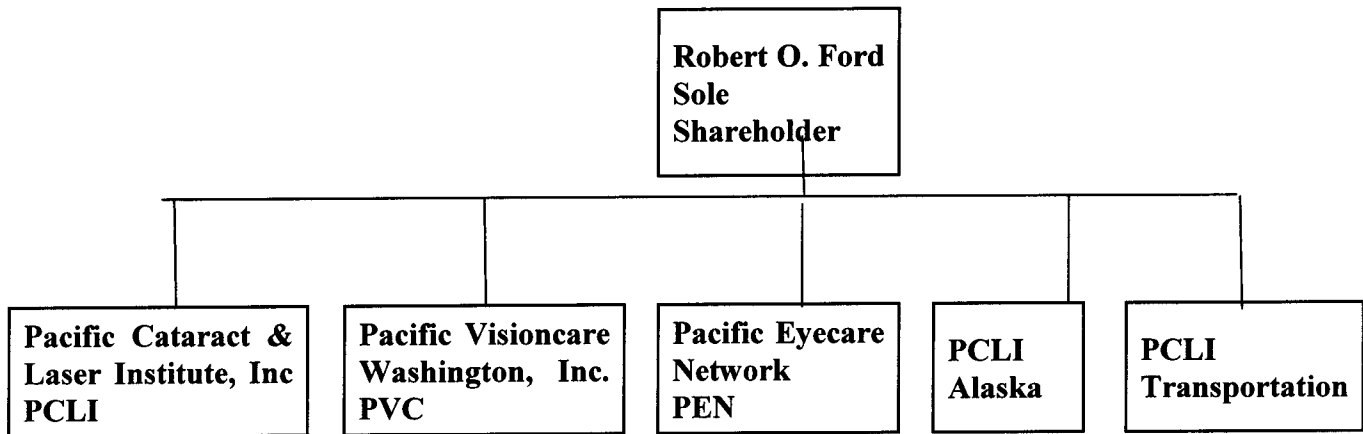 Robert O. Ford
Sole
Shareholder
Pacific Cataract &
Laser Institute, Inc
PCLI
Pacific Visioncare
Washington, Inc.
PVC
Pacific Eyecare
Network
PEN
PCLI
Alaska
PCLI
Transportation